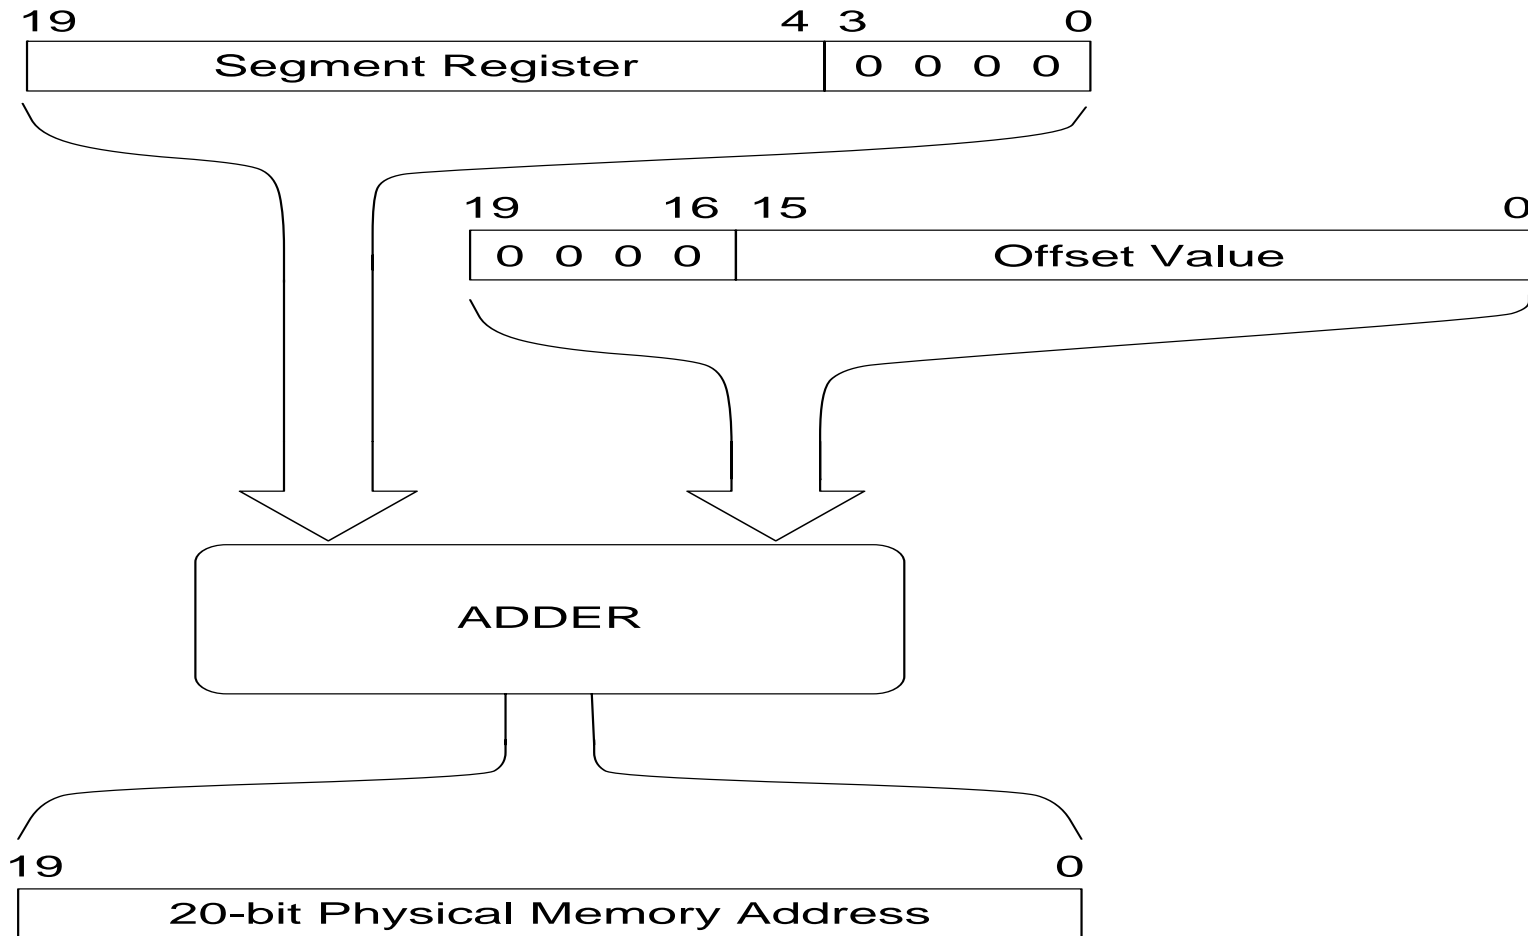 19 4 3 0
Segment Register 0 0 0 0
19 16 15 0
0 0 0 0 Offset Value
ADDER
19 0
20-bit Physical Memory Address